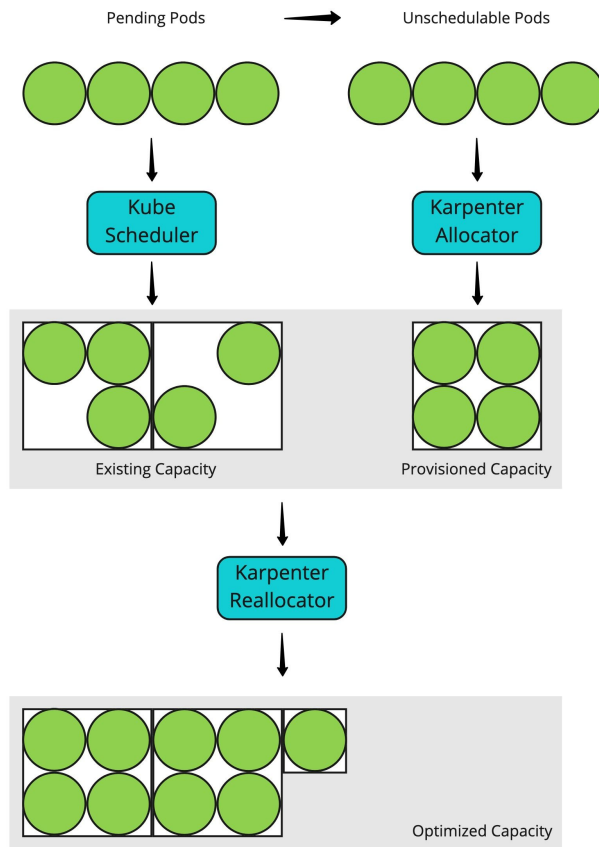 Pending Pods
Unschedulable Pods
Kube
Scheduler
Karpenter
Allocator
Existing Capacity
Provisioned Capacity
Karpenter
Reallocator
Optimized Capacity